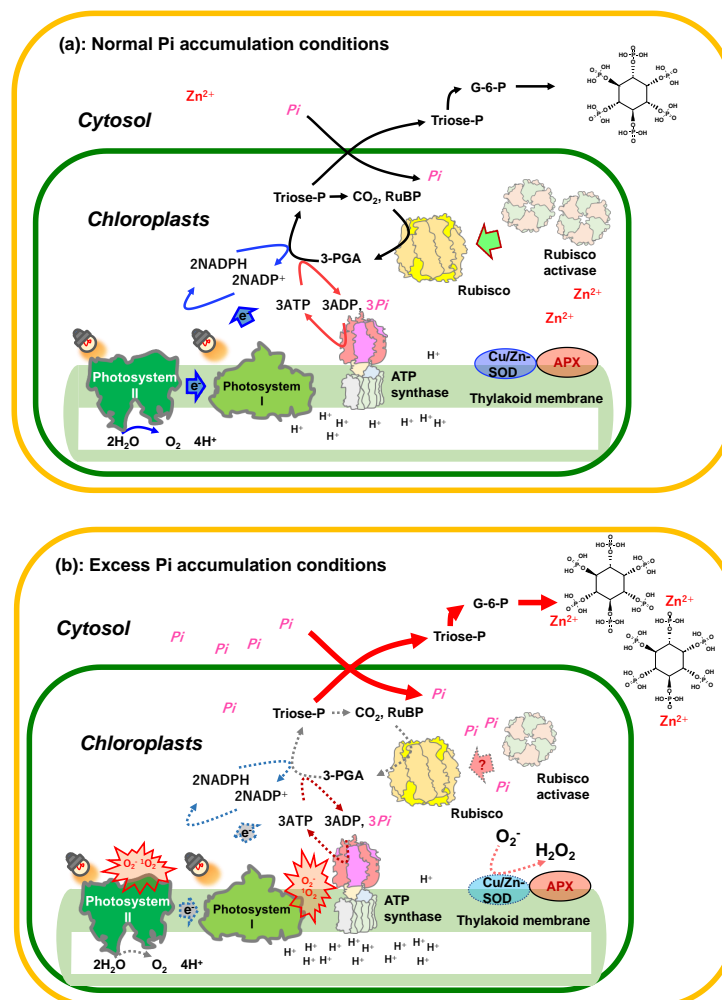 (a): Normal Pi accumulation conditions
Zn²⁺
Cytosol
Pi
G-6-P
Triose-P
Pi
Chloroplasts
Triose-P
CO₂, RuBP
3-PGA
2NADPH
2NADP⁺
3ATP
3ADP, 3Pi
Rubisco
Rubisco
activase
Zn²⁺
Zn²⁺
e⁻
Photosystem
II
e⁻
Photosystem
I
H⁺
ATP
synthase
Cu/Zn-
SOD
APX
Thylakoid membrane
2H₂O
O₂
4H⁺
H⁺ H⁺ H⁺ H⁺ H⁺ H⁺ H⁺ H⁺ H⁺
(b): Excess Pi accumulation conditions
Cytosol
Pi
Pi
Pi
Pi
Pi
G-6-P
Triose-P
Zn²⁺
Zn²⁺
Zn²⁺
Pi
Pi
Chloroplasts
Triose-P
CO₂, RuBP
Pi
Pi
Pi
?
3-PGA
2NADPH
2NADP⁺
3ATP
3ADP, 3Pi
Rubisco
Rubisco
activase
e⁻
O₂⁻ ¹O₂
O₂⁻
¹O₂
O₂⁻
H₂O₂
Photosystem
II
e⁻
Photosystem
I
H⁺
ATP
synthase
Cu/Zn-
SOD
APX
Thylakoid membrane
2H₂O
O₂
4H⁺
H⁺ H⁺ H⁺ H⁺ H⁺ H⁺ H⁺ H⁺ H⁺ H⁺ H⁺ H⁺ H⁺ H⁺